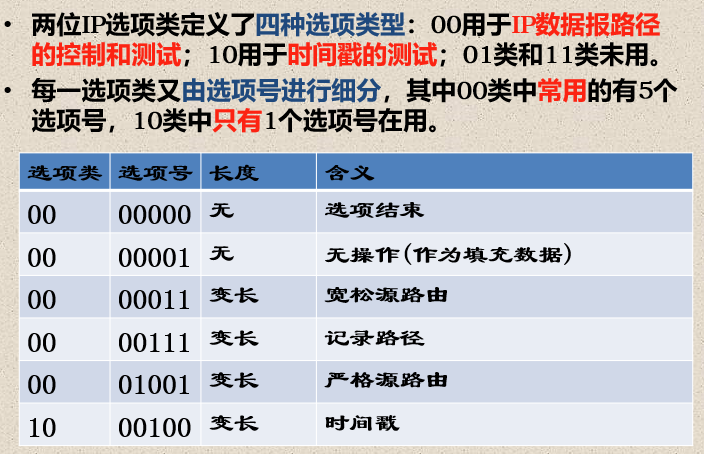 • 两位IP选项类定义了四种选项类型：00用于IP数据报路径
的控制和测试；10用于时间戳的测试；01类和11类未用。
• 每一选项类又由选项号进行细分，其中00类中常用的有5个
选项号，10类中只有1个选项号在用。
选项类 选项号 长度 含义
00 00000 无 选项结束
00 00001 无 无操作(作为填充数据)
00 00011 变长 宽松源路由
00 00111 变长 记录路径
00 01001 变长 严格源路由
10 00100 变长 时间戳